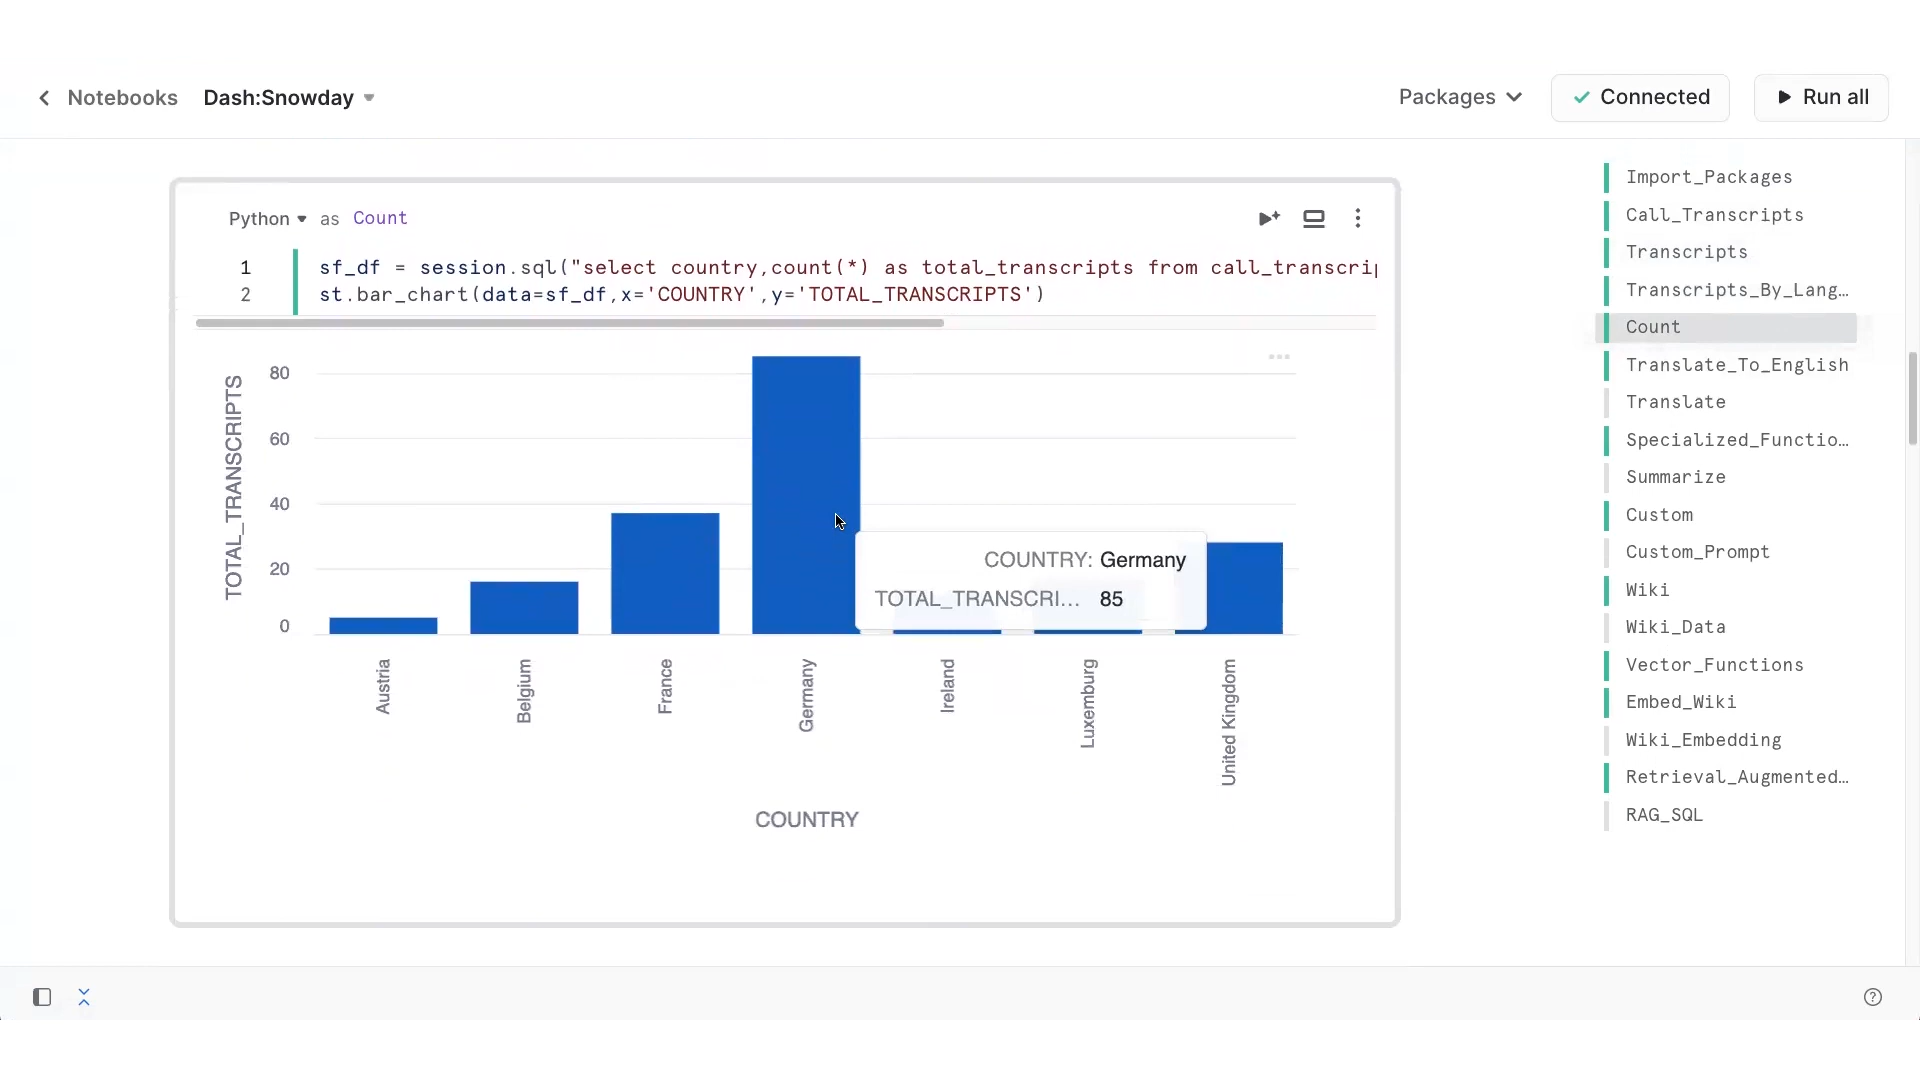 Notebooks Dash:Snowday Packages Connected Run all
Python as Count
1 sf_df = session.sql("select country,count(*) as total_transcripts from call_transcrip
2 st.bar_chart(data=sf_df,x='COUNTRY',y='TOTAL_TRANSCRIPTS')
TOTAL_TRANSCRIPTS
80
60
40
20
0
COUNTRY: Germany
TOTAL_TRANSCRI... 85
Austria
Belgium
France
Germany
Ireland
Luxemburg
United Kingdom
COUNTRY
Import_Packages
Call_Transcripts
Transcripts
Transcripts_By_Lang…
Count
Translate_To_English
Translate
Specialized_Functio…
Summarize
Custom
Custom_Prompt
Wiki
Wiki_Data
Vector_Functions
Embed_Wiki
Wiki_Embedding
Retrieval_Augmented…
RAG_SQL